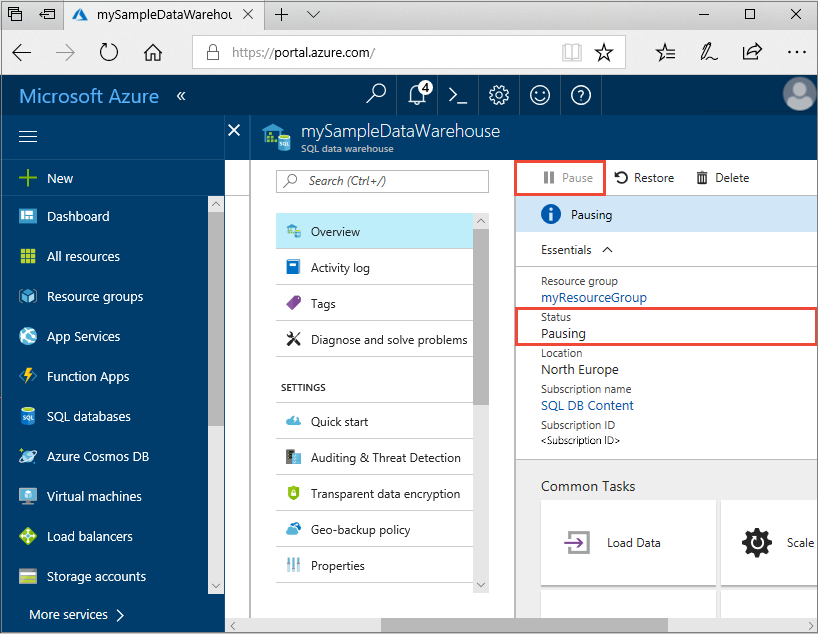 mySampleDataWarehou
https://portal.azure.com/
Microsoft Azure «
4
mySampleDataWarehouse
SQL data warehouse
New
Dashboard
All resources
Resource groups
App Services
Function Apps
SQL databases
Azure Cosmos DB
Virtual machines
Load balancers
Storage accounts
More services
Search (Ctrl+/)
Overview
Activity log
Tags
Diagnose and solve problems
SETTINGS
Quick start
Auditing & Threat Detection
Transparent data encryption
Geo-backup policy
Properties
Pause Restore Delete
Pausing
Essentials
Resource group
myResourceGroup
Status
Pausing
Location
North Europe
Subscription name
SQL DB Content
Subscription ID
<Subscription ID>
Common Tasks
Load Data
Scale